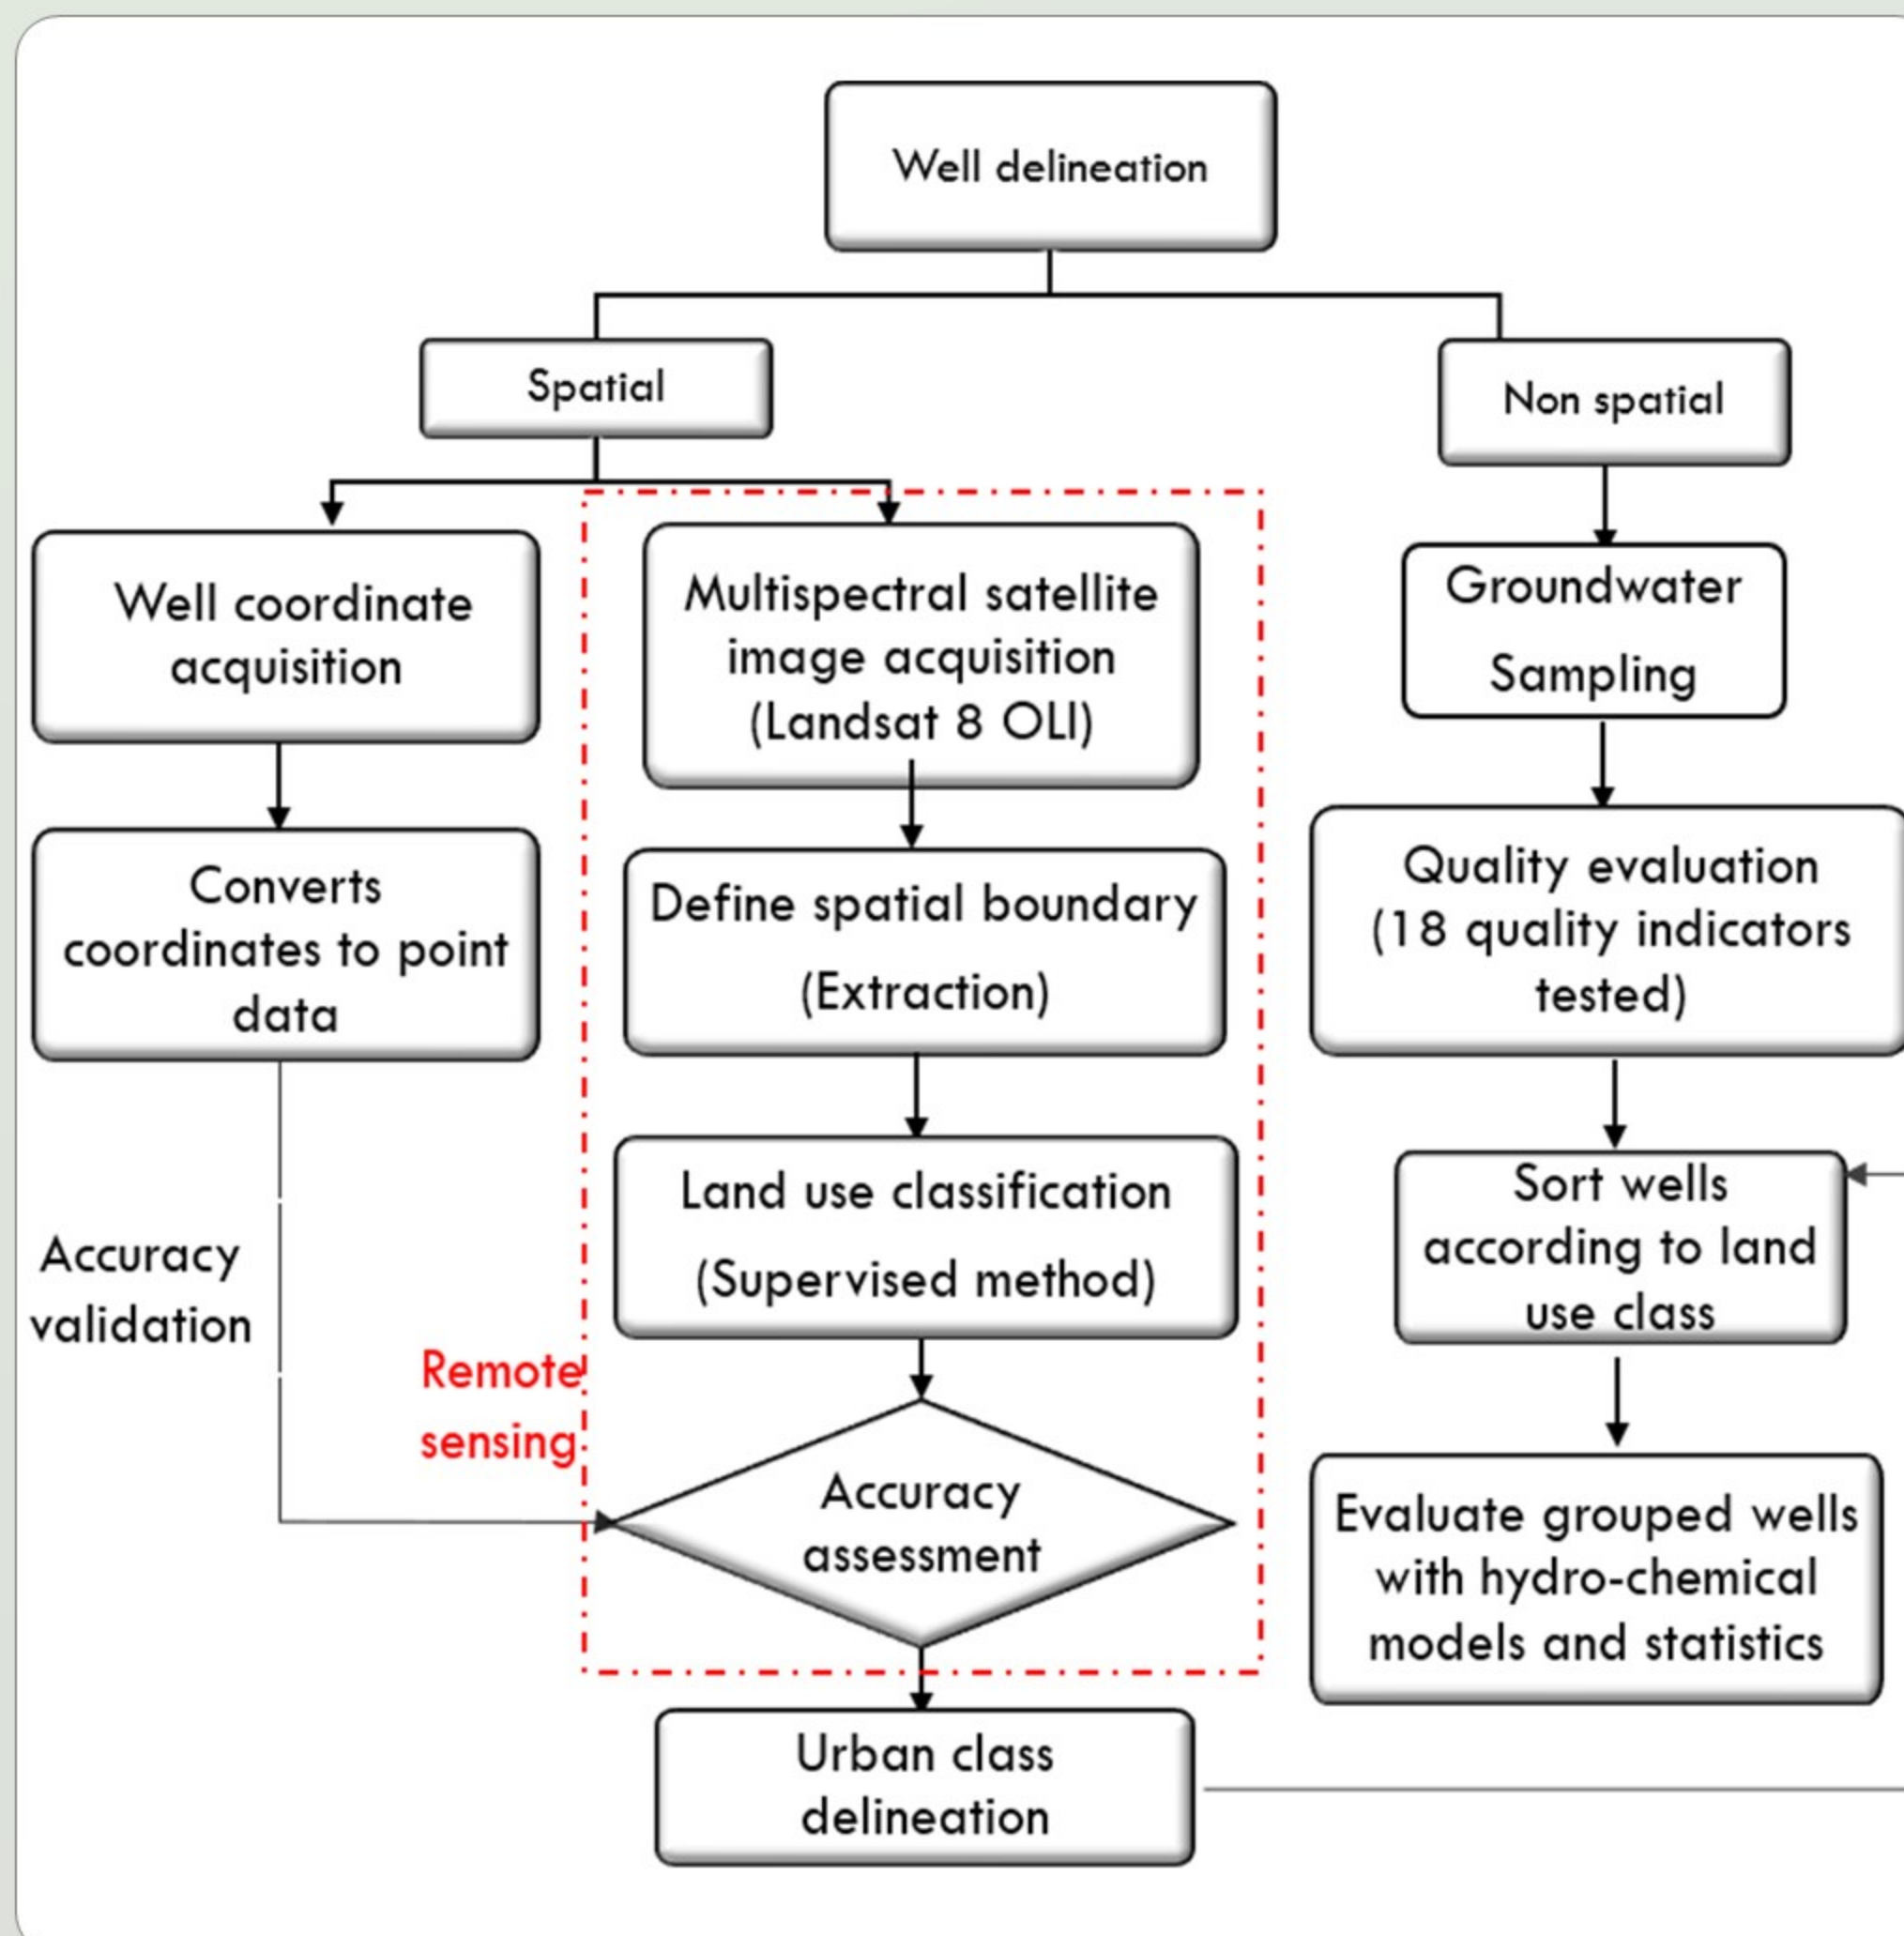 Well delineation
Spatial
Non spatial
Well coordinate
acquisition
Multispectral satellite
image acquisition
(Landsat 8 OLI)
Groundwater
Sampling
Converts
coordinates to point
data
Define spatial boundary
(Extraction)
Quality evaluation
(18 quality indicators
tested)
Land use classification
(Supervised method)
Sort wells
according to land
use class
Accuracy
validation
Remote
sensing
Accuracy
assessment
Evaluate grouped wells
with hydro-chemical
models and statistics
Urban class
delineation